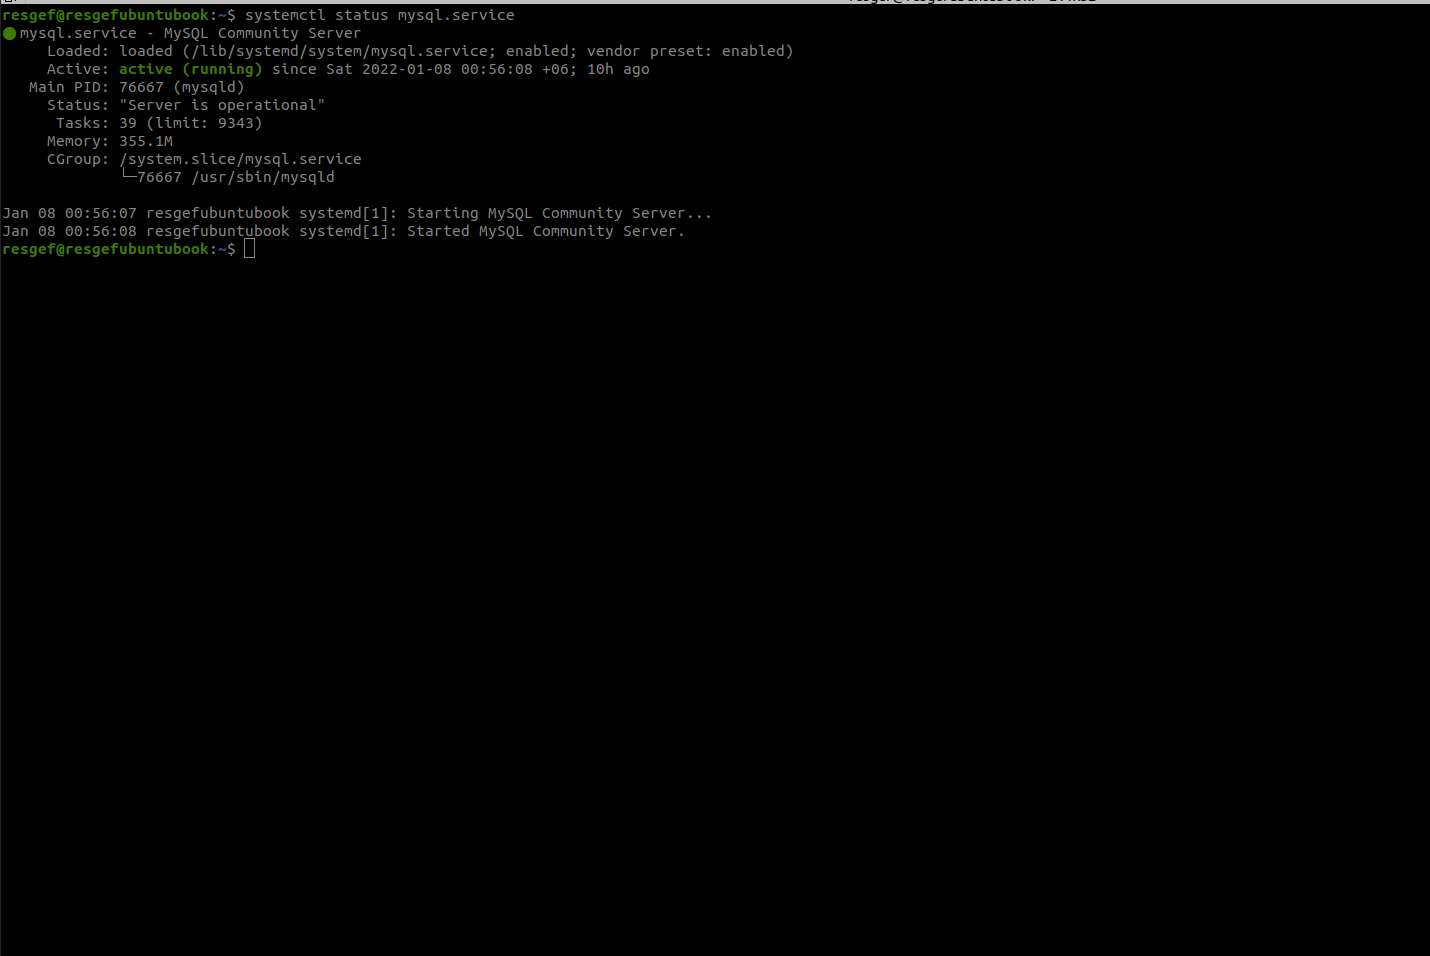 resgef@resgefubuntubook:~$ systemctl status mysql.service
● mysql.service - MySQL Community Server
Loaded: loaded (/lib/systemd/system/mysql.service; enabled; vendor preset: enabled)
Active: active (running) since Sat 2022-01-08 00:56:08 +06; 10h ago
Main PID: 76667 (mysqld)
Status: "Server is operational"
Tasks: 39 (limit: 9343)
Memory: 355.1M
CGroup: /system.slice/mysql.service
└─76667 /usr/sbin/mysqld
Jan 08 00:56:07 resgefubuntubook systemd[1]: Starting MySQL Community Server...
Jan 08 00:56:08 resgefubuntubook systemd[1]: Started MySQL Community Server.
resgef@resgefubuntubook:~$